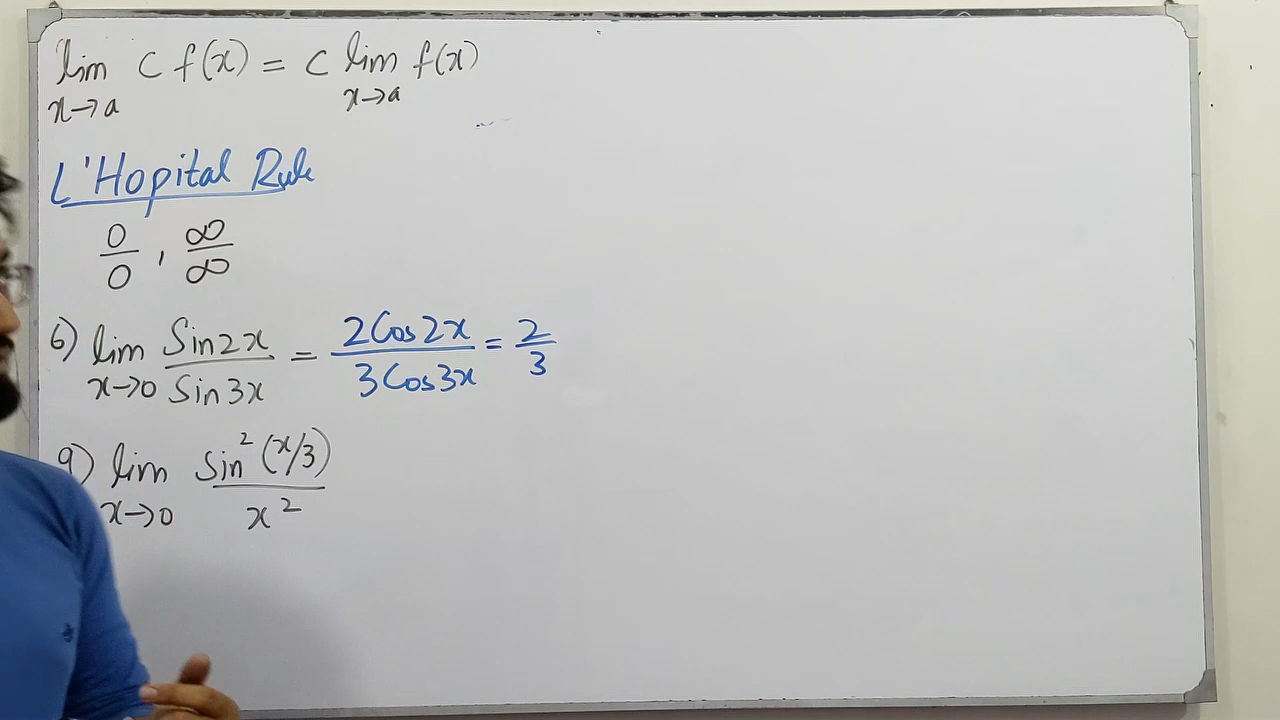 lim c f(x) = c lim f(x)
x→a x→a
L'Hopital Rule
0/0 , ∞/∞
6) lim Sin2x / Sin3x = 2Cos2x / 3Cos3x = 2/3
x→0
9) lim Sin² (x/3) / x²
x→0